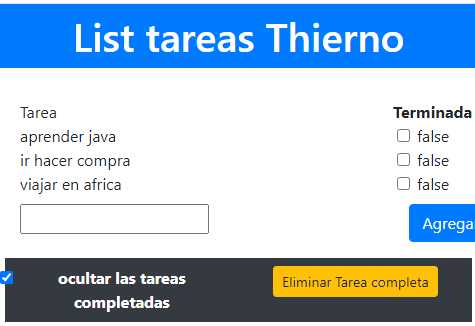 List tareas Thierno
Tarea Terminada
aprender java false
ir hacer compra false
viajar en africa false
Agrega
ocultar las tareas
completadas
Eliminar Tarea completa